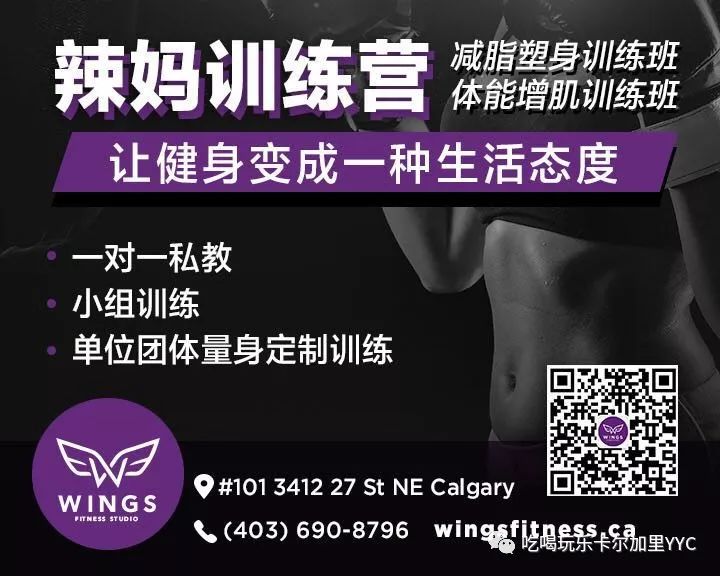 辣妈训练营
减脂塑身训练班
体能增肌训练班
让健身变成一种生活态度
一对一私教
小组训练
单位团体量身定制训练
WINGS
WINGS
FITNESS STUDIO
#101 3412 27 St NE Calgary
(403) 690-8796 wingsfitness.ca
吃喝玩乐卡尔加里YYC